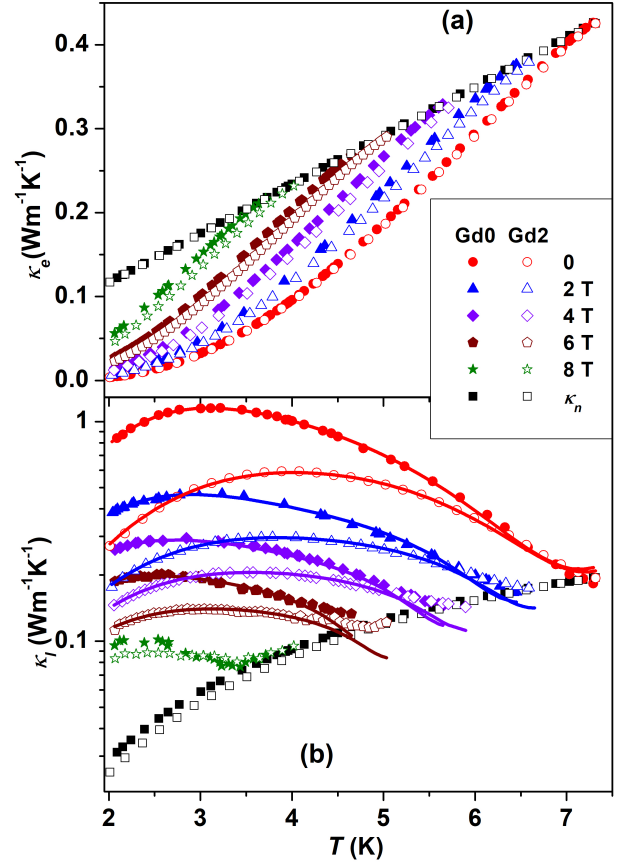 (a)
0.4
0.3
0.2
0.1
0.0
κe(Wm-1K-1)
Gd0 Gd2
0
2 T
4 T
6 T
8 T
κn
1
0.1
κl (Wm-1K-1)
(b)
2 3 4 5 6 7
T (K)